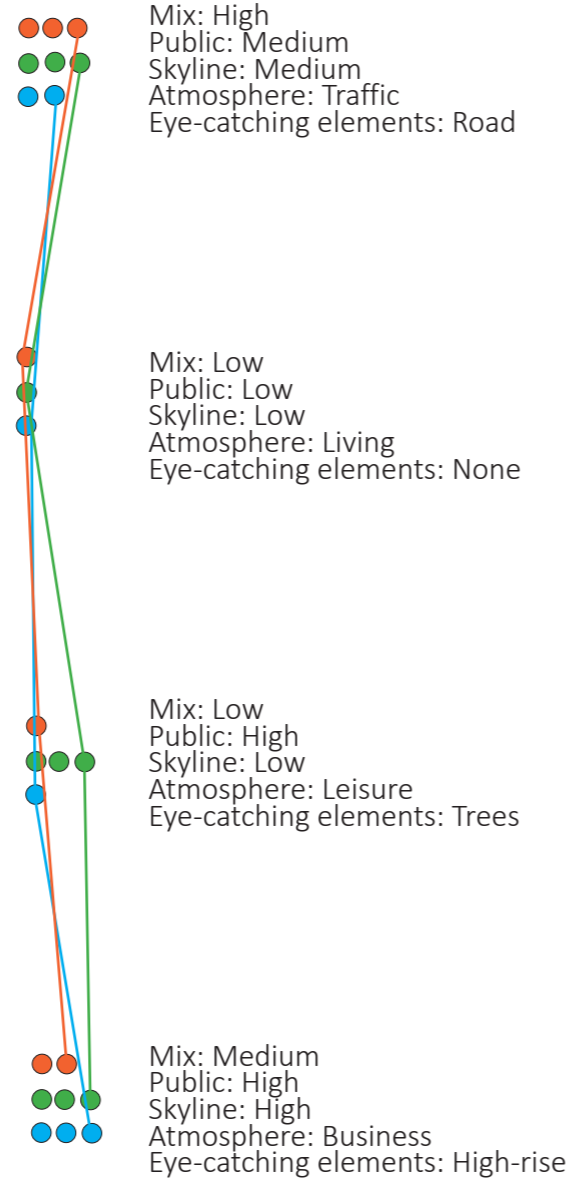 Mix: High
Public: Medium
Skyline: Medium
Atmosphere: Traffic
Eye-catching elements: Road
Mix: Low
Public: Low
Skyline: Low
Atmosphere: Living
Eye-catching elements: None
Mix: Low
Public: High
Skyline: Low
Atmosphere: Leisure
Eye-catching elements: Trees
Mix: Medium
Public: High
Skyline: High
Atmosphere: Business
Eye-catching elements: High-rise